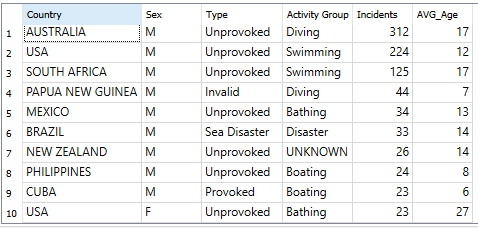 Country Sex Type Activity Group Incidents AVG_Age
1 AUSTRALIA M Unprovoked Diving 312 17
2 USA M Unprovoked Swimming 224 12
3 SOUTH AFRICA M Unprovoked Swimming 125 17
4 PAPUA NEW GUINEA M Invalid Diving 44 7
5 MEXICO M Unprovoked Bathing 34 13
6 BRAZIL M Sea Disaster Disaster 33 14
7 NEW ZEALAND M Unprovoked UNKNOWN 26 14
8 PHILIPPINES M Unprovoked Boating 24 8
9 CUBA M Provoked Boating 23 6
10 USA F Unprovoked Bathing 23 27